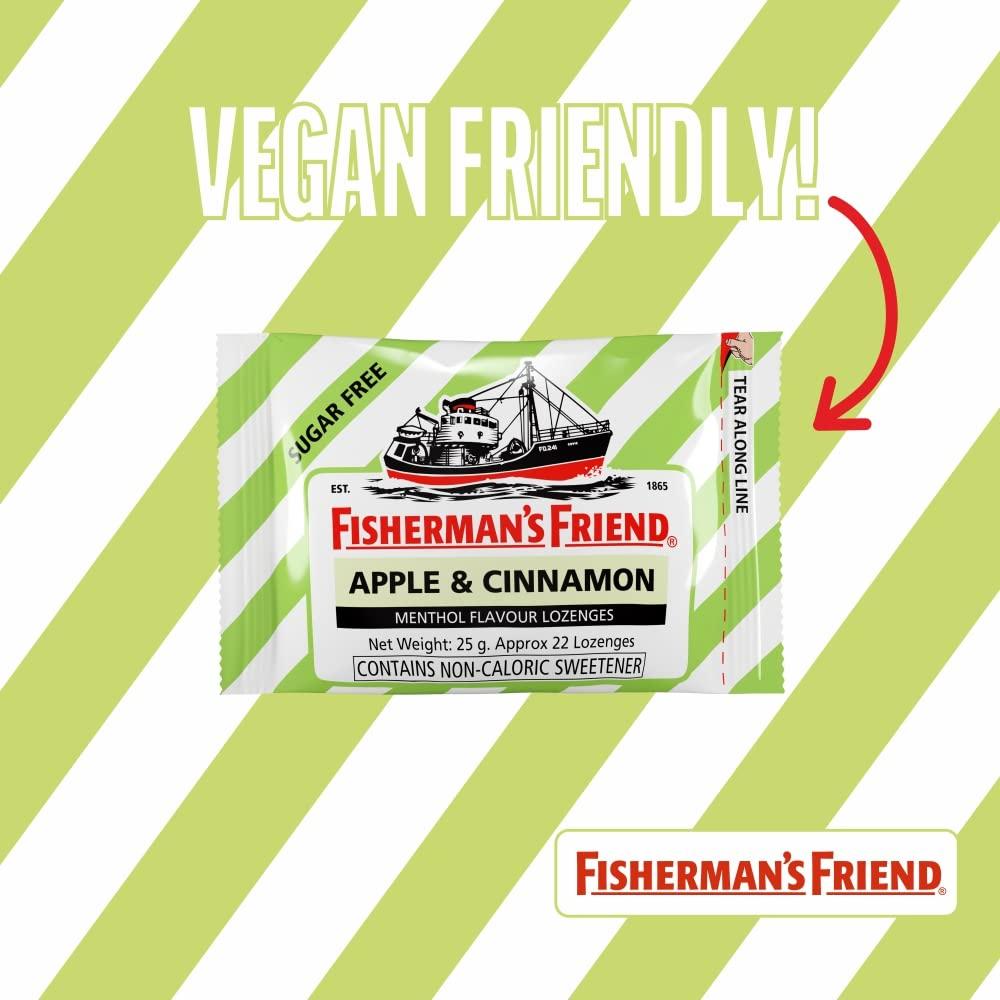 VEGAN FRIENDLY!
SUGAR FREE
TEAR ALONG LINE
FD241
EST. 1865
FISHERMAN'S FRIEND®
APPLE & CINNAMON
MENTHOL FLAVOUR LOZENGES
Net Weight: 25 g. Approx 22 Lozenges
CONTAINS NON-CALORIC SWEETENER
FISHERMAN'S FRIEND®